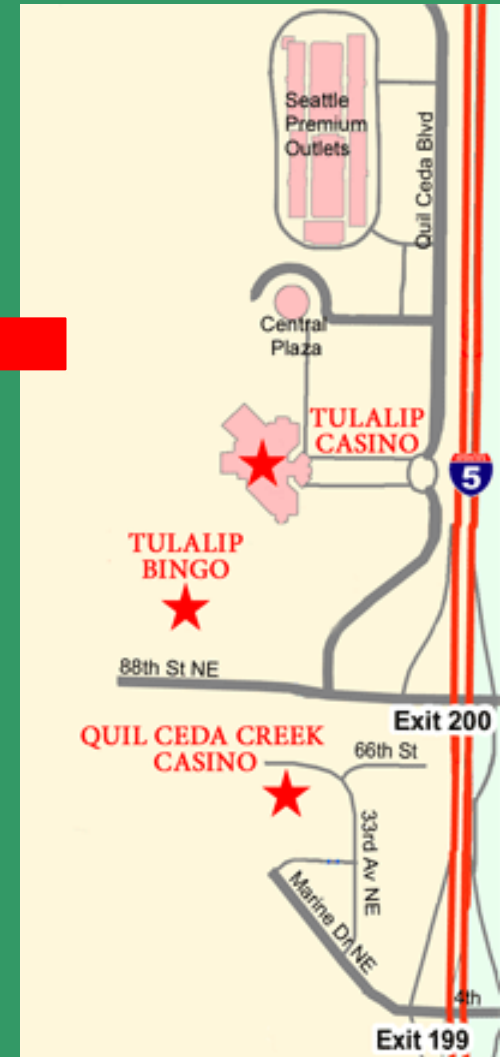 Seattle
Premium
Outlets
Quil Ceda Blvd
Central
Plaza
TULALIP
CASINO
5
TULALIP
BINGO
88th St NE
Exit 200
QUIL CEDA CREEK
CASINO
66th St
33rd Av NE
Marine Dr NE
4th
Exit 199